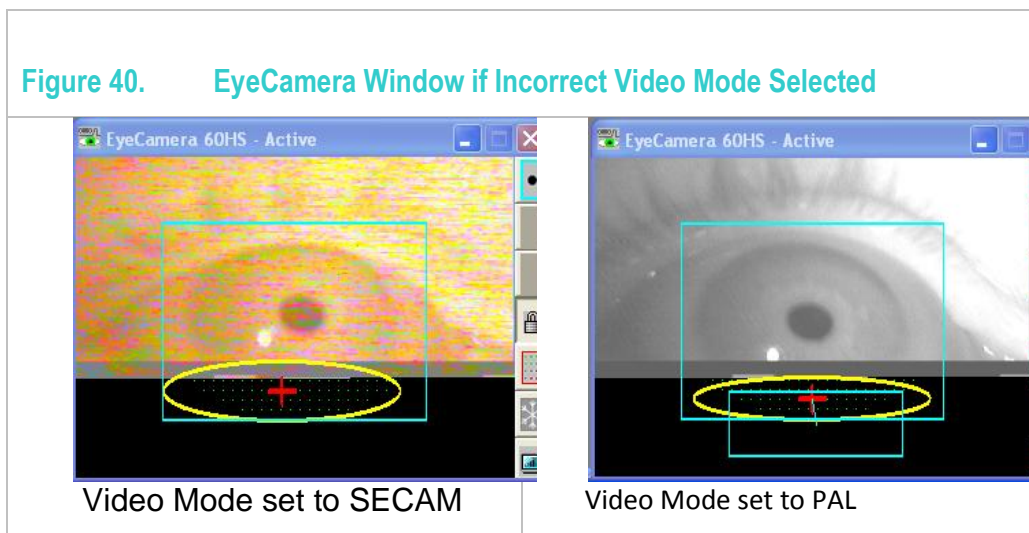 Figure 40. EyeCamera Window if Incorrect Video Mode Selected
EyeCamera 60HS - Active
EyeCamera 60HS - Active
Video Mode set to SECAM
Video Mode set to PAL